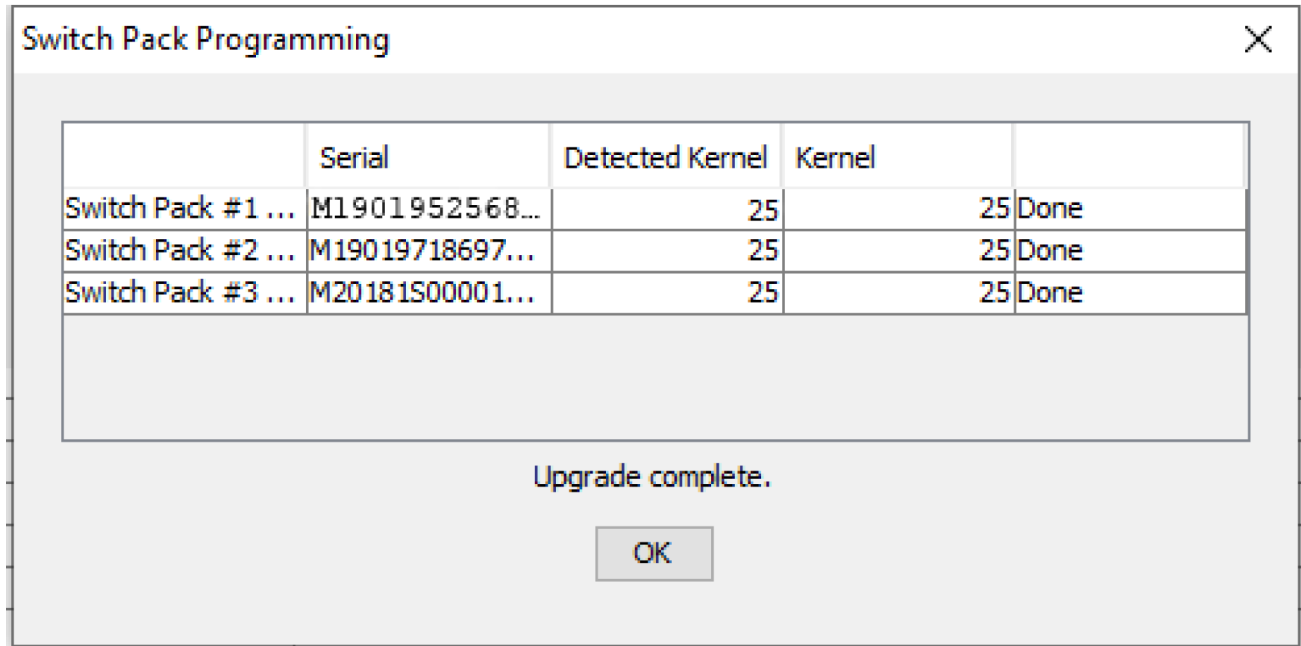 Switch Pack Programming
Serial Detected Kernel Kernel
Switch Pack #1 ... M1901952568... 25 25 Done
Switch Pack #2 ... M19019718697... 25 25 Done
Switch Pack #3 ... M20181S00001... 25 25 Done
Upgrade complete.
OK